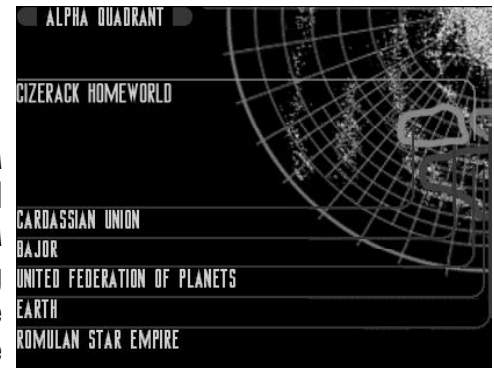 ALPHA QUADRANT
CIZERACK HOMEWORLD
CARDASSIAN UNION
BAJOR
UNITED FEDERATION OF PLANETS
EARTH
ROMULAN STAR EMPIRE